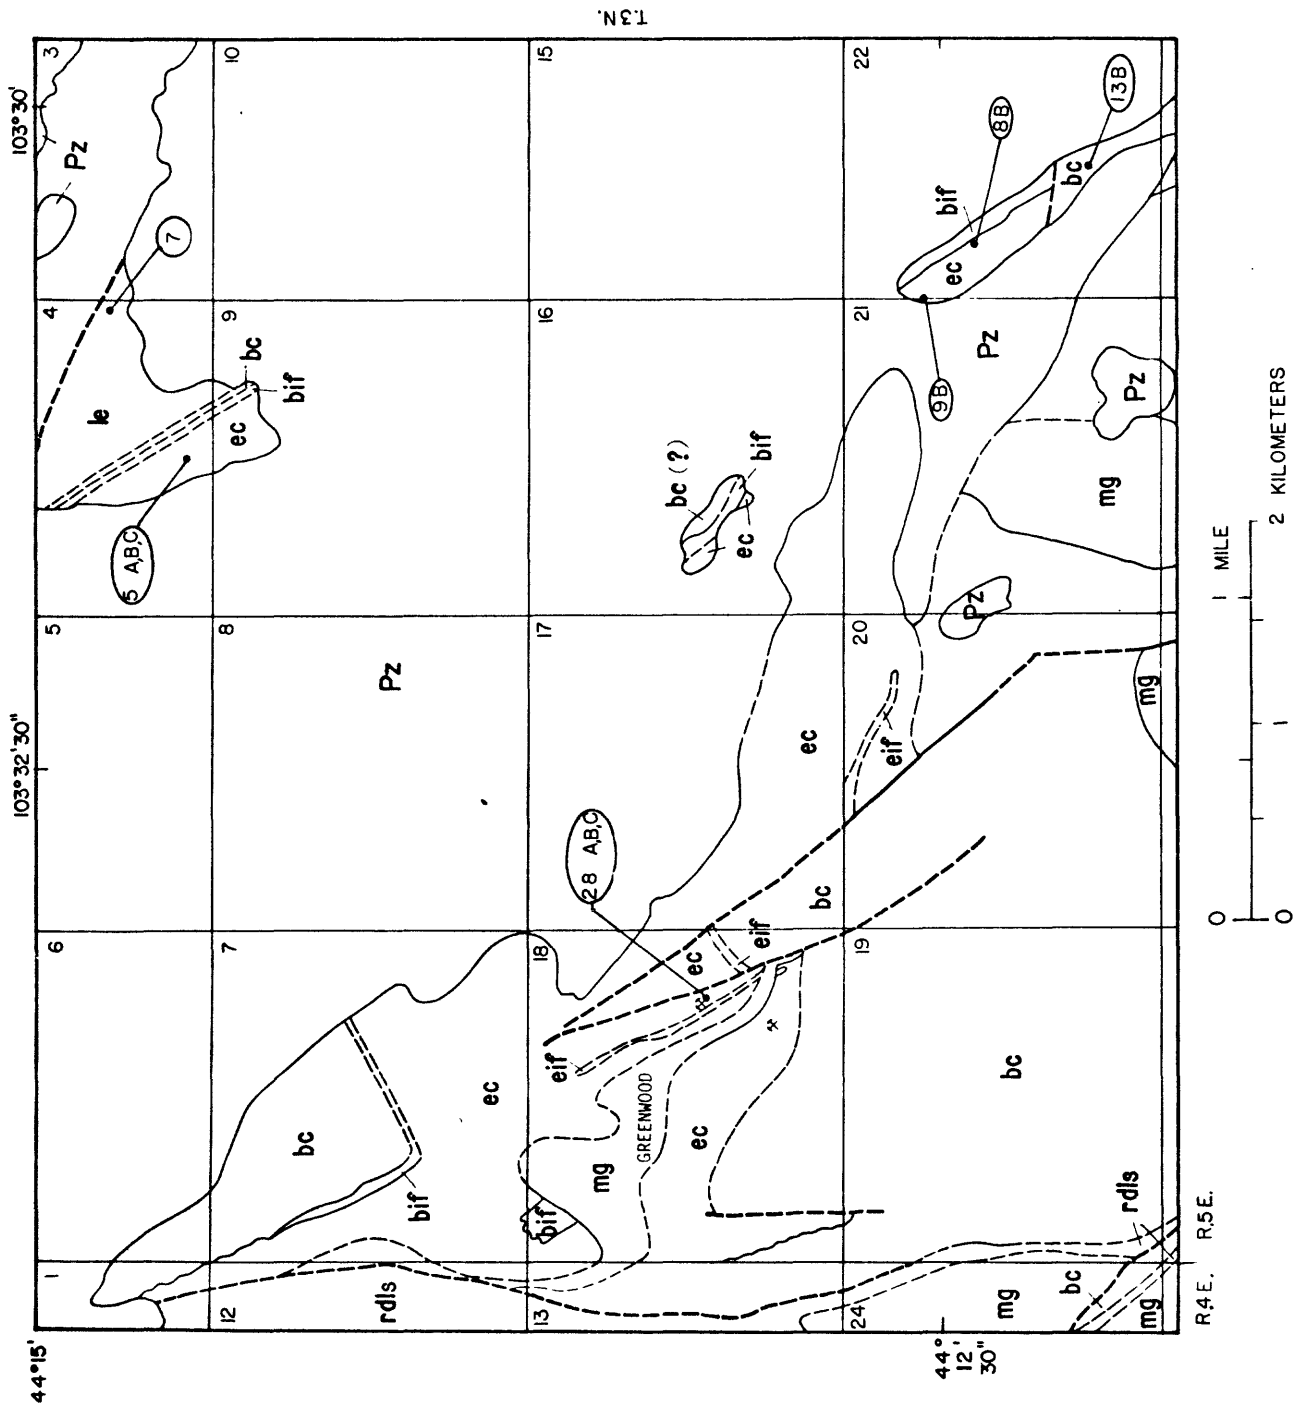 T.3N.
103°30'
103°32'30"
44°15'
3
4
5
6
1
Pz
7
le
bc
bif
ec
5 A,B,C
10
9
8
7
12
Pz
bc
bif
ec
rdls
15
16
17
18
13
bc (?)
bif
ec
28 A,B,C
ec
eif
ec
eif
bc
eif
GREENWOOD
mg
bif
ec
22
21
20
19
24
8B
13B
9B
bif
bc
ec
Pz
Pz
mg
Pz
eif
mg
bc
rdls
mg
bc
mg
44°
12'
30"
R,4 E.
R,5 E.
0
1 MILE
0
1
2 KILOMETERS